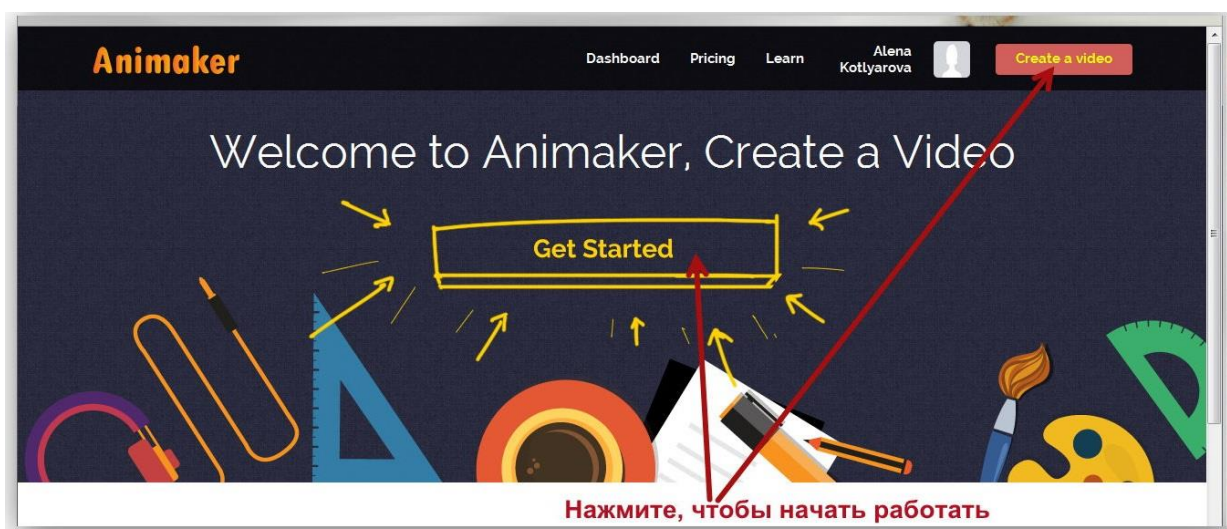 Animaker
Dashboard Pricing Learn Alena Kotlyarova Create a video
Welcome to Animaker, Create a Video
Get Started
Нажмите, чтобы начать работать